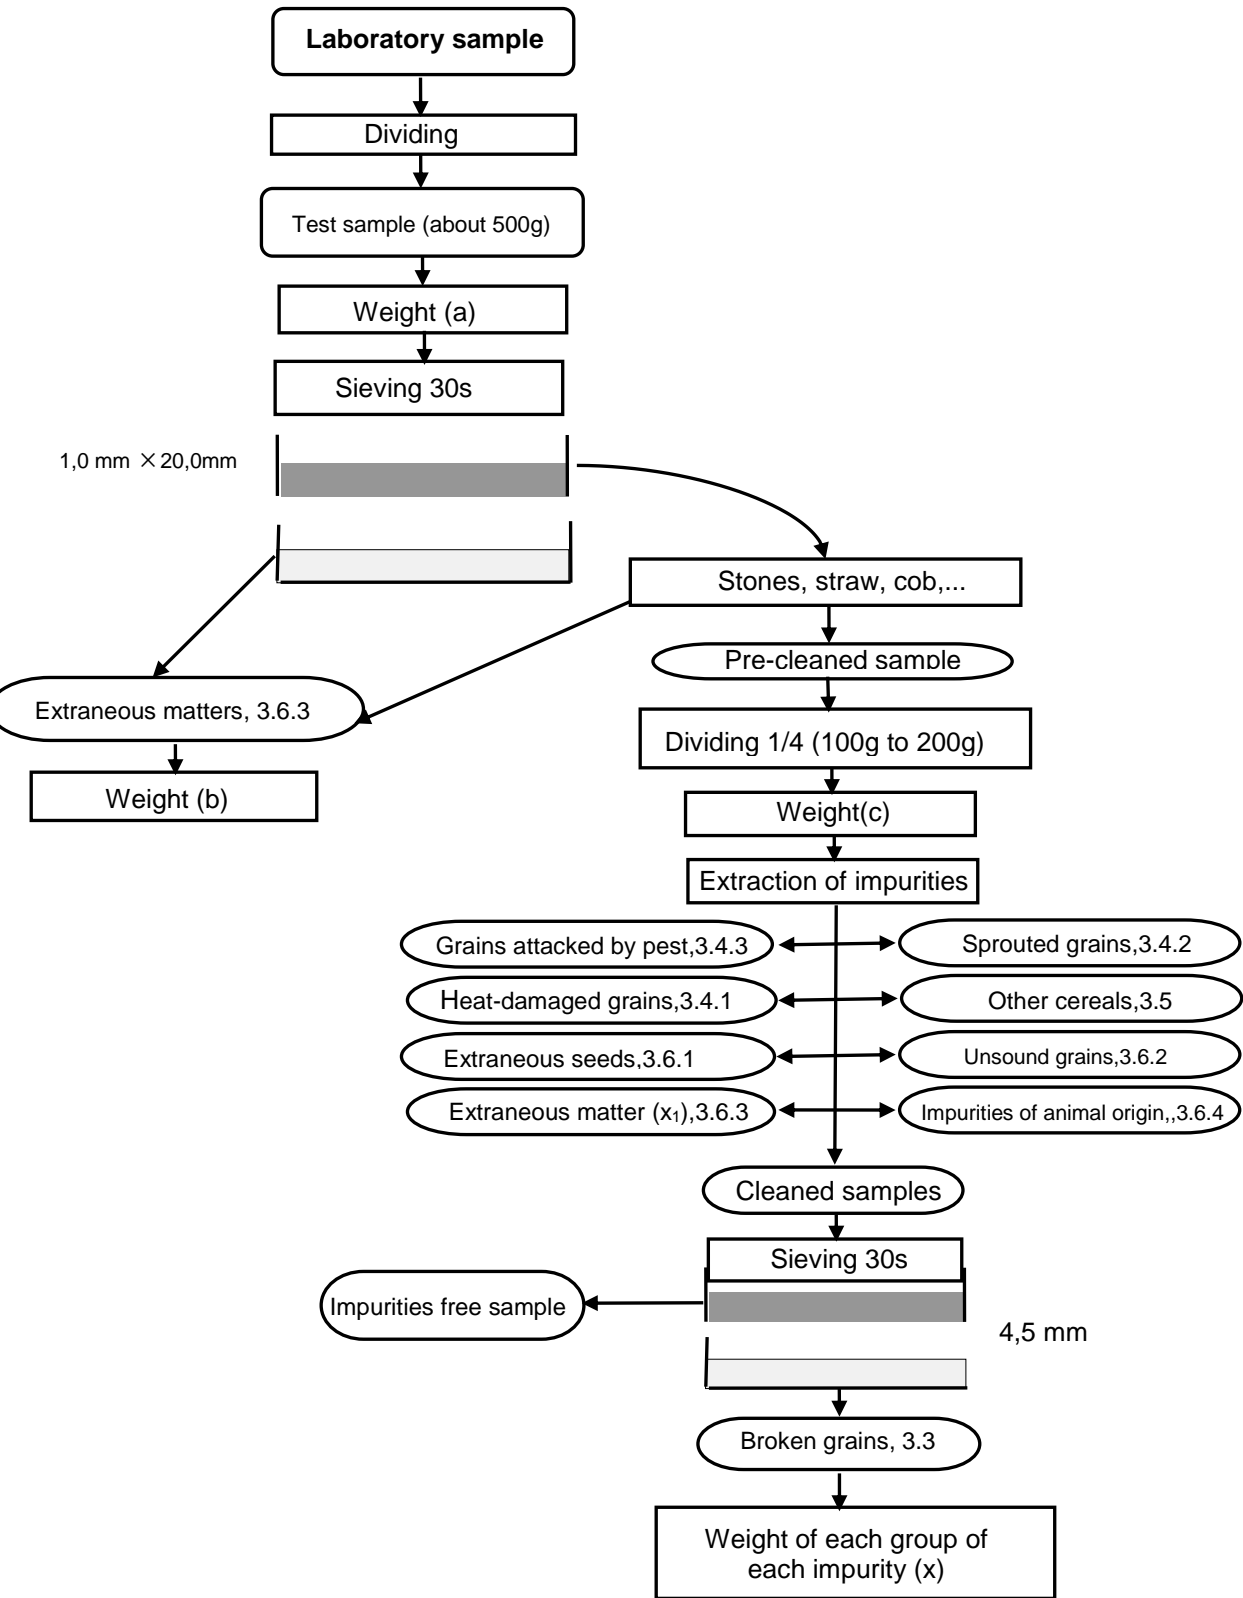 Laboratory sample
Dividing
Test sample (about 500g)
Weight (a)
Sieving 30s
1,0 mm ×20,0mm
Stones, straw, cob,...
Pre-cleaned sample
Extraneous matters, 3.6.3
Dividing 1/4 (100g to 200g)
Weight (b)
Weight(c)
Extraction of impurities
Grains attacked by pest,3.4.3
Sprouted grains,3.4.2
Heat-damaged grains,3.4.1
Other cereals,3.5
Extraneous seeds,3.6.1
Unsound grains,3.6.2
Extraneous matter (x₁),3.6.3
Impurities of animal origin,,3.6.4
Cleaned samples
Sieving 30s
Impurities free sample
4,5 mm
Broken grains, 3.3
Weight of each group of
each impurity (x)